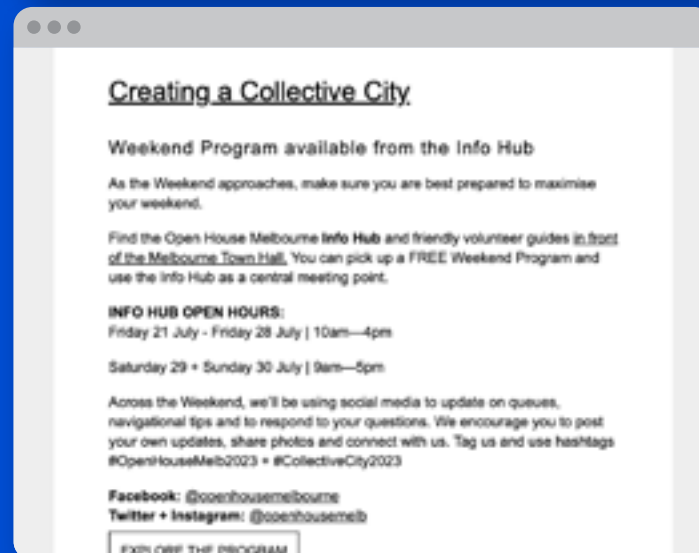 Creating a Collective City
Weekend Program available from the Info Hub
As the Weekend approaches, make sure you are best prepared to maximise
your weekend.
Find the Open House Melbourne Info Hub and friendly volunteer guides in front
of the Melbourne Town Hall. You can pick up a FREE Weekend Program and
use the Info Hub as a central meeting point.
INFO HUB OPEN HOURS:
Friday 21 July - Friday 28 July | 10am—4pm
Saturday 29 + Sunday 30 July | 9am—5pm
Across the Weekend, we'll be using social media to update on queues,
navigational tips and to respond to your questions. We encourage you to post
your own updates, share photos and connect with us. Tag us and use hashtags
#OpenHouseMelb2023 + #CollectiveCity2023
Facebook: @openhousemelbourne
Twitter + Instagram: @openhousemelb
EXPLORE THE PROGRAM